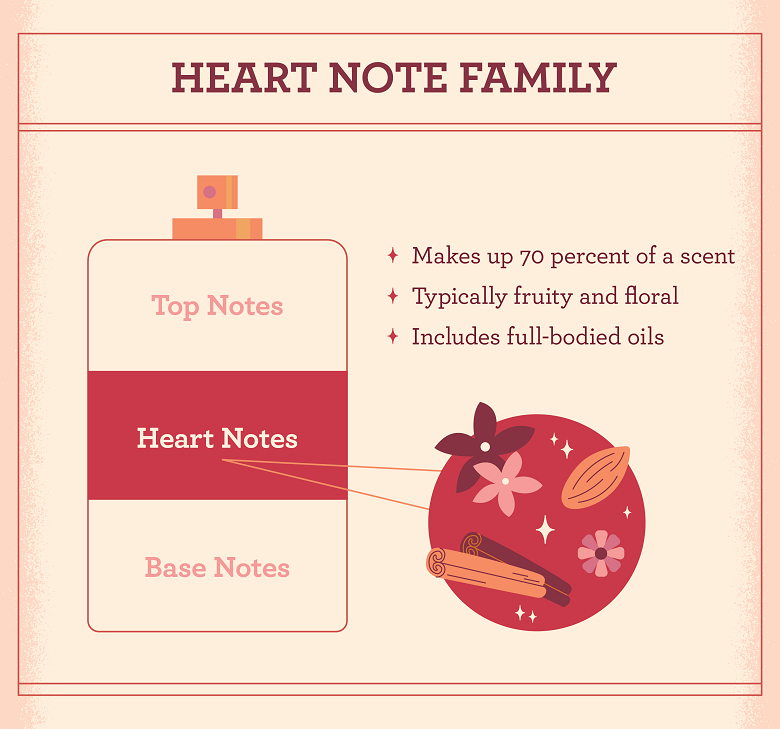 HEART NOTE FAMILY
Top Notes
Heart Notes
Base Notes
Makes up 70 percent of a scent
Typically fruity and floral
Includes full-bodied oils